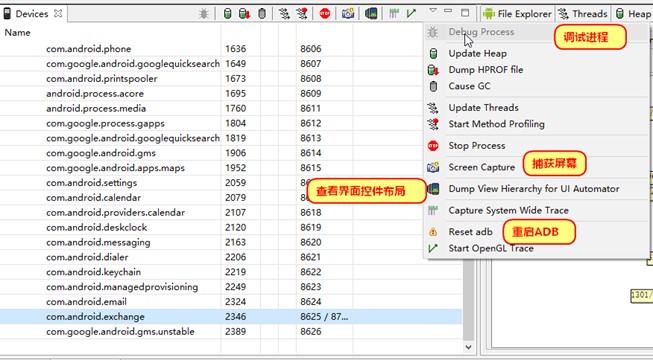 Devices
File Explorer
Threads
Heap
Name
com.android.phone 1636 8606
com.google.android.googlequicksearch 1649 8607
com.android.printspooler 1673 8608
android.process.acore 1695 8609
android.process.media 1760 8611
com.google.process.gapps 1804 8612
com.google.android.googlequicksearch 1819 8613
com.google.android.gms 1906 8614
com.google.android.apps.maps 1952 8615
com.android.settings 2059
com.android.calendar 2079
com.android.providers.calendar 2107 8618
com.android.deskclock 2120 8619
com.android.messaging 2163 8620
com.android.dialer 2206 8621
com.android.keychain 2219 8622
com.android.managedprovisioning 2249 8623
com.android.email 2324 8624
com.android.exchange 2346 8625 / 87...
com.google.android.gms.unstable 2389 8626
Debug Process
调试进程
Update Heap
Dump HPROF file
Cause GC
Update Threads
Start Method Profiling
Stop Process
Screen Capture
捕获屏幕
查看界面控件布局
Dump View Hierarchy for UI Automator
Capture System Wide Trace
Reset adb
重启ADB
Start OpenGL Trace
1301/